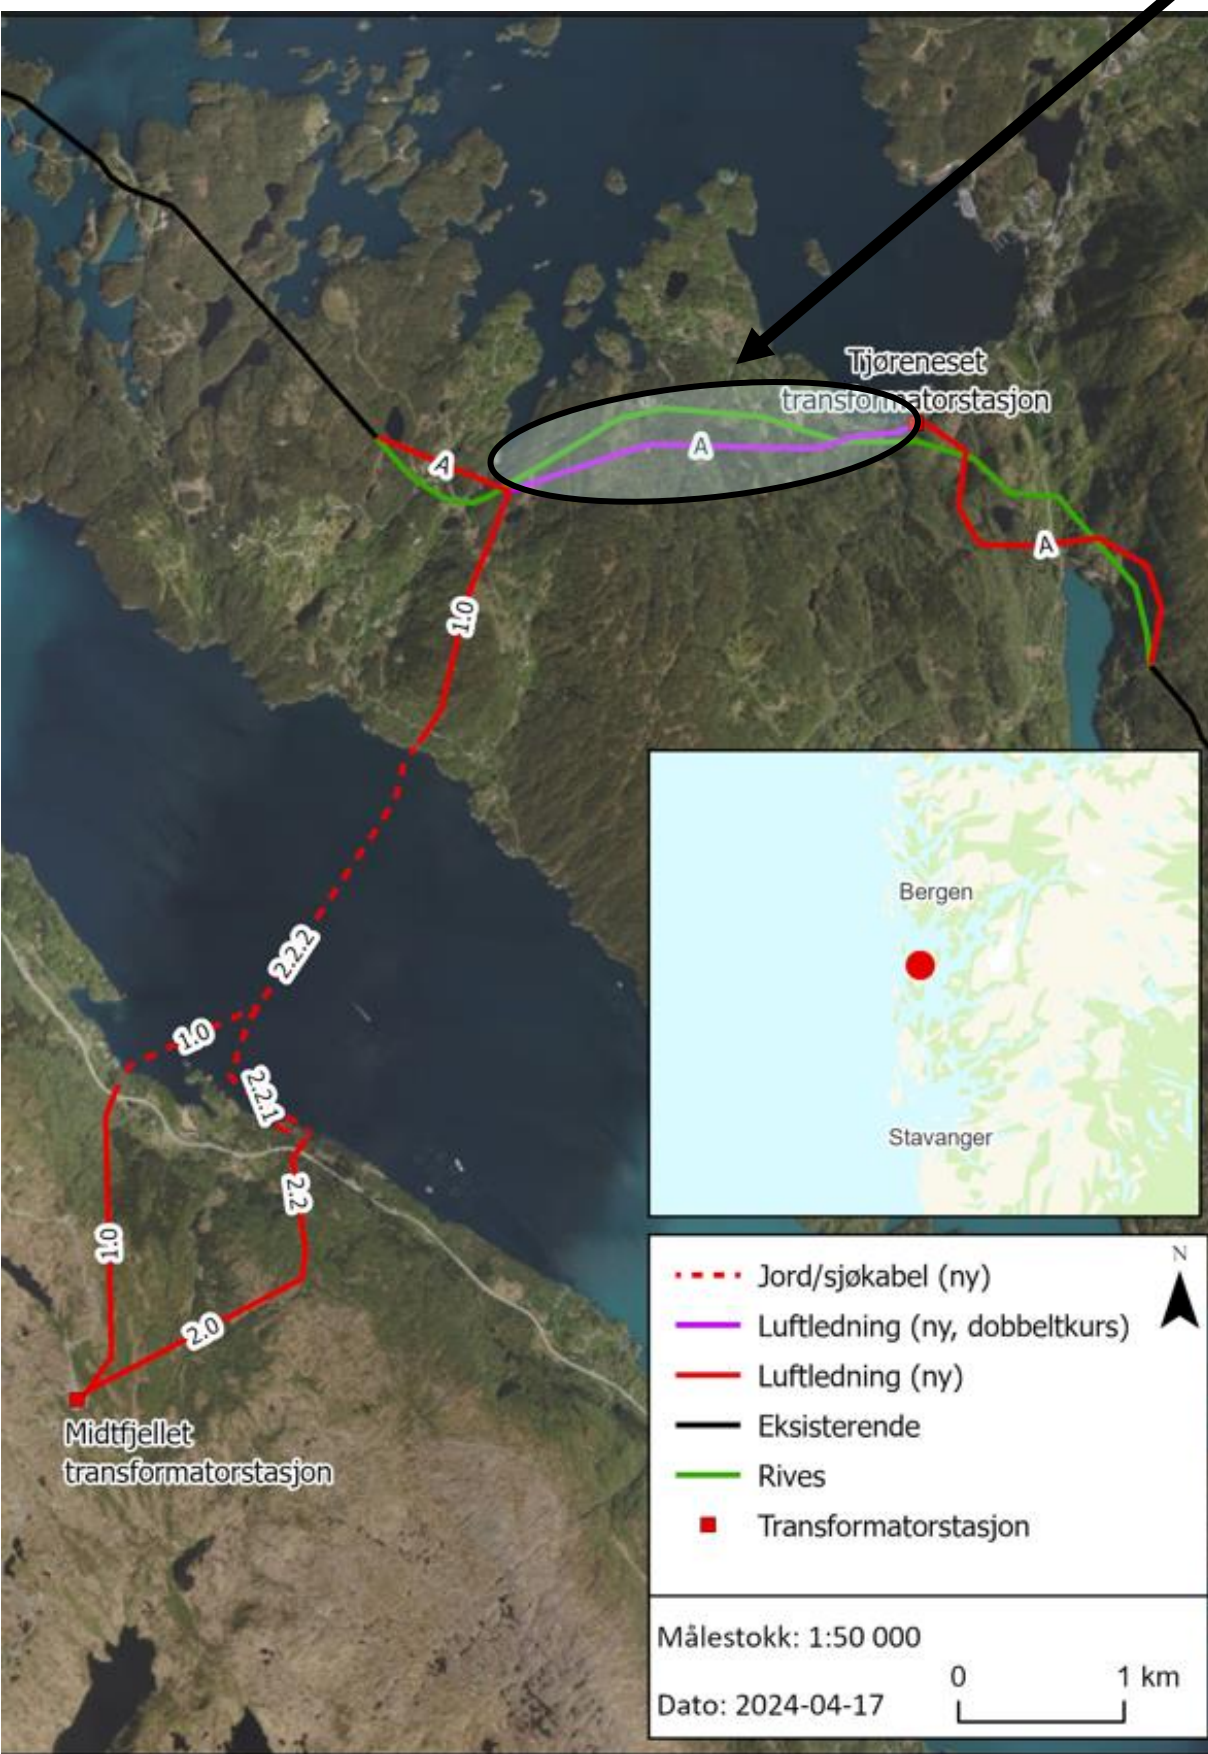 Tjøreneset
transformatorstasjon
A
A
A
1.0
2.2.2
1.0
2.2.1
2.2
1.0
2.0
Midtfjellet
transformatorstasjon
Bergen
Stavanger
N
Jord/sjøkabel (ny)
Luftledning (ny, dobbeltkurs)
Luftledning (ny)
Eksisterende
Rives
Transformatorstasjon
Målestokk: 1:50 000
0 1 km
Dato: 2024-04-17